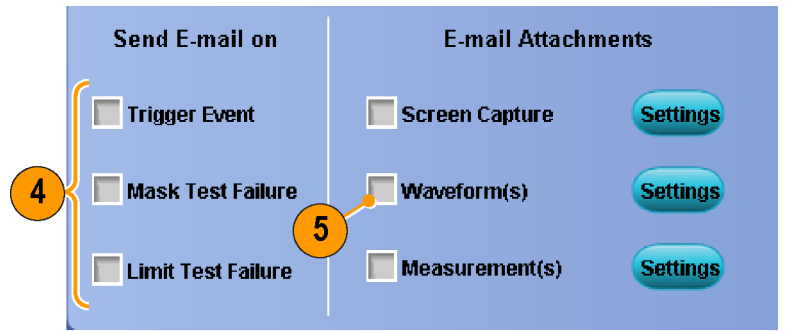 Send E-mail on
E-mail Attachments
Trigger Event
Screen Capture
Settings
4
Mask Test Failure
Waveform(s)
Settings
5
Limit Test Failure
Measurement(s)
Settings